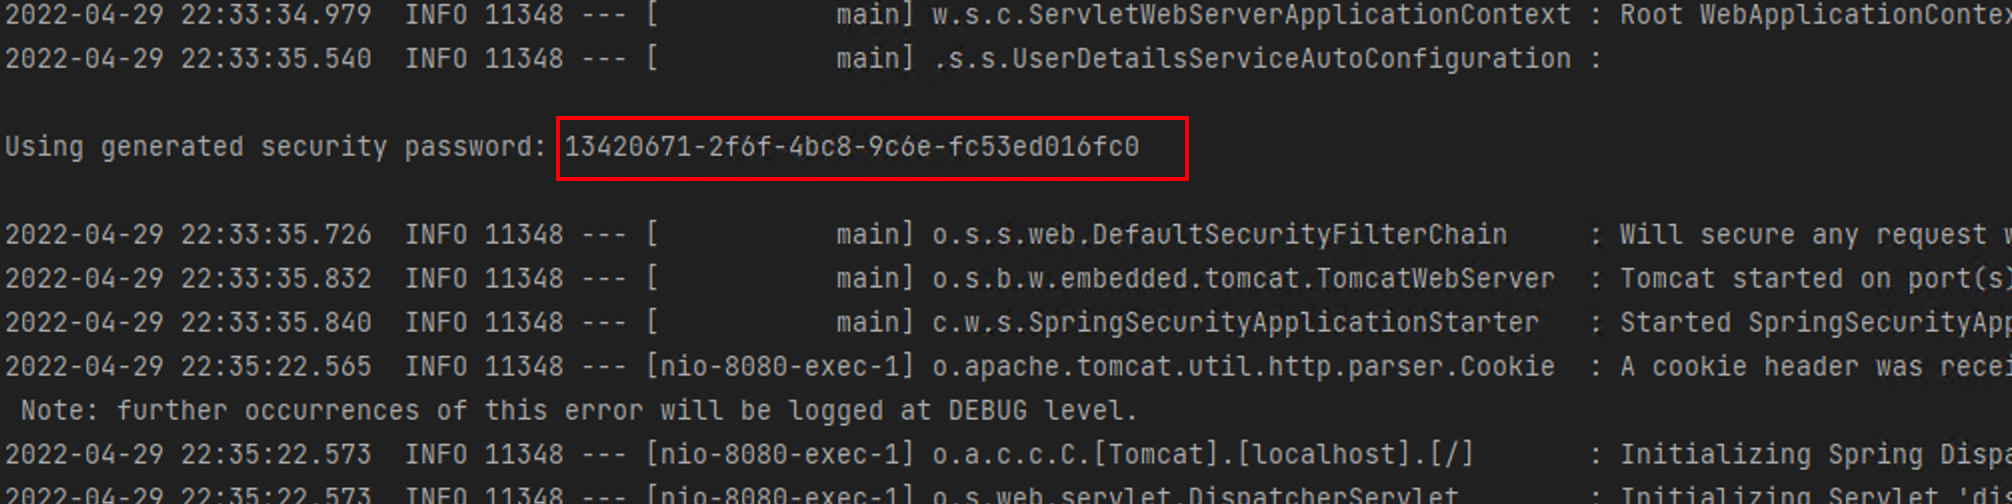 2022-04-29 22:33:34.979  INFO 11348 --- [           main] w.s.c.ServletWebServerApplicationContext : Root
2022-04-29 22:33:35.540  INFO 11348 --- [           main] .s.s.UserDetailsServiceAutoConfiguration :
Using generated security password: 13420671-2f6f-4bc8-9c6e-fc53ed016fc0
2022-04-29 22:33:35.726  INFO 11348 --- [           main] o.s.s.web.DefaultSecurityFilterChain     : Will secure any request
2022-04-29 22:33:35.832  INFO 11348 --- [           main] o.s.b.w.embedded.tomcat.TomcatWebServer  : Tomcat started on port(s)
2022-04-29 22:33:35.840  INFO 11348 --- [           main] c.w.s.SpringSecurityApplicationStarter   : Started SpringSecurityApp
2022-04-29 22:35:22.565  INFO 11348 --- [nio-8080-exec-1] o.apache.tomcat.util.http.parser.Cookie  : A cookie header was recei
 Note: further occurrences of this error will be logged at DEBUG level.
2022-04-29 22:35:22.573  INFO 11348 --- [nio-8080-exec-1] o.a.c.c.C.[Tomcat].[localhost].[/]       : Initializing Spring Dispa
2022-04-29 22:35:22.573  INFO 11348 --- [nio-8080-exec-1] o.s.web.servlet.DispatcherServlet        : Initializing Servlet 'dis